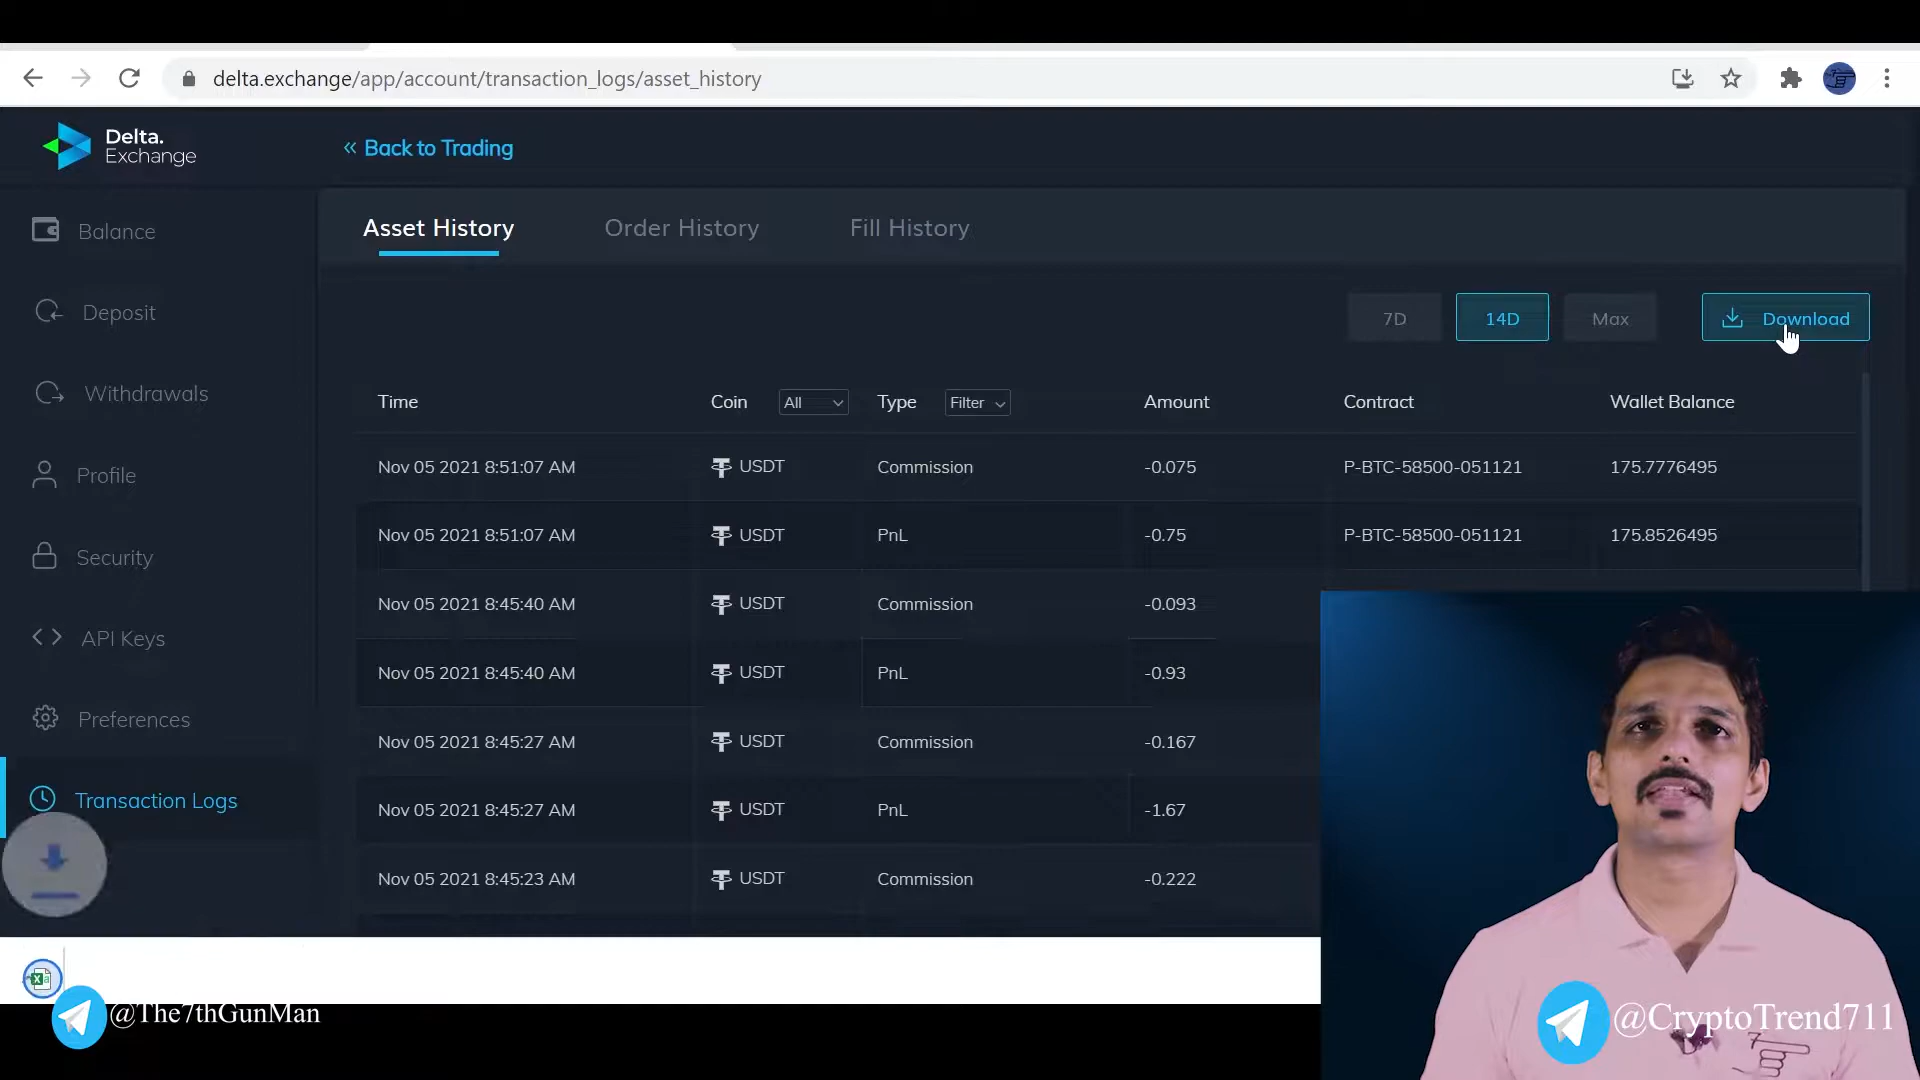 delta.exchange/app/account/transaction_logs/asset_history
Delta.
Exchange
« Back to Trading
Balance
Deposit
Withdrawals
Profile
Security
API Keys
Preferences
Transaction Logs
Asset History Order History Fill History
7D 14D Max Download
Time Coin All Type Filter Amount Contract Wallet Balance
Nov 05 2021 8:51:07 AM USDT Commission -0.075 P-BTC-58500-051121 175.7776495
Nov 05 2021 8:51:07 AM USDT PnL -0.75 P-BTC-58500-051121 175.8526495
Nov 05 2021 8:45:40 AM USDT Commission -0.093
Nov 05 2021 8:45:40 AM USDT PnL -0.93
Nov 05 2021 8:45:27 AM USDT Commission -0.167
Nov 05 2021 8:45:27 AM USDT PnL -1.67
Nov 05 2021 8:45:23 AM USDT Commission -0.222
@The7thGunMan
@CryptoTrend711